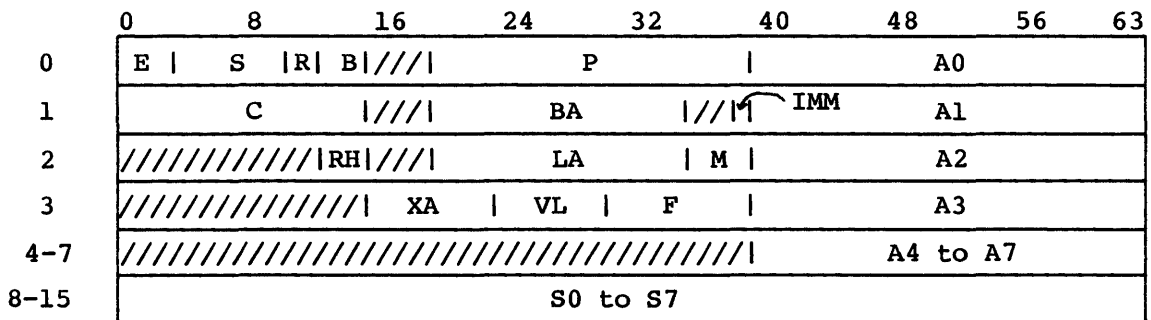 0 8 16 24 32 40 48 56 63
0 E | S |R| B|///| P | A0
1 C |///| BA |//|| IMM A1
2 ////////////|RH|///| LA | M | A2
3 ///////////////| XA | VL | F | A3
4-7 ///////////////////////////////////////| A4 to A7
8-15 S0 to S7